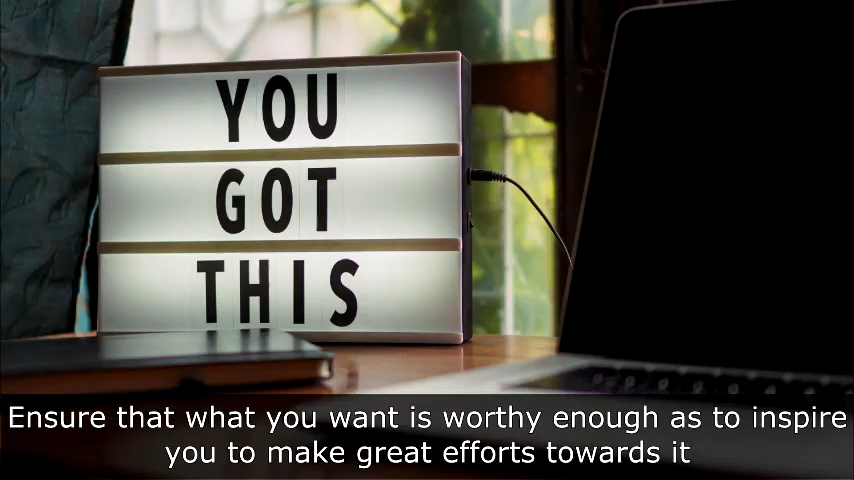 YOU
GOT
THIS
Ensure that what you want is worthy enough as to inspire
you to make great efforts towards it